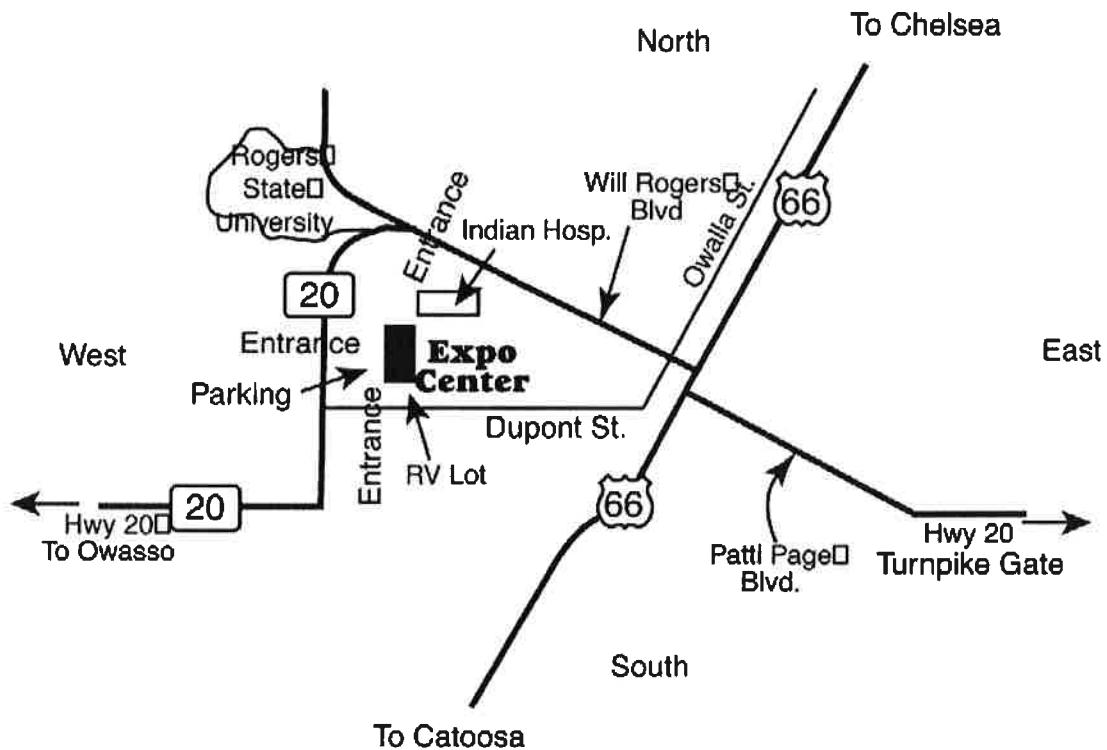 To Chelsea
North
Rogers
State
University
Will Rogers
Blvd
66
Owalla St.
Entrance
Indian Hosp.
20
West
Entrance
Expo
Center
East
Parking
Entrance
RV Lot
Dupont St.
20
66
Hwy 20
To Owasso
Hwy 20
Turnpike Gate
Patti Page
Blvd.
South
To Catoosa